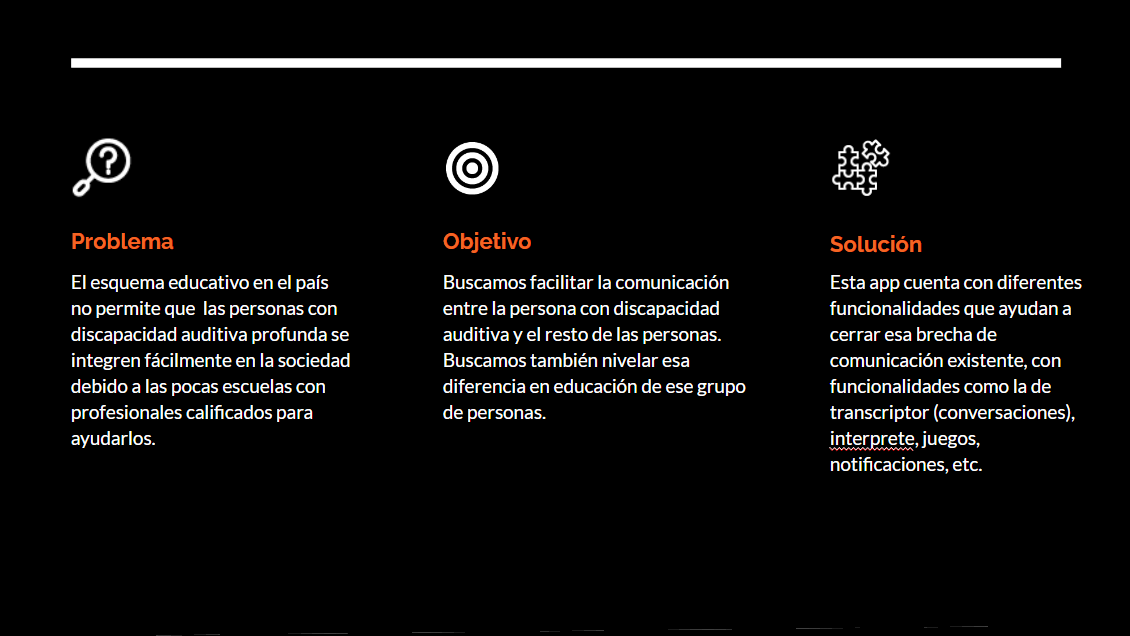 Problema
El esquema educativo en el país
no permite que  las personas con
discapacidad auditiva profunda se
integren fácilmente en la sociedad
debido a las pocas escuelas con
profesionales calificados para
ayudarlos.
Objetivo
Buscamos facilitar la comunicación
entre la persona con discapacidad
auditiva y el resto de las personas.
Buscamos también nivelar esa
diferencia en educación de ese grupo
de personas.
Solución
Esta app cuenta con diferentes
funcionalidades que ayudan a
cerrar esa brecha de
comunicación existente, con
funcionalidades como la de
transcriptor (conversaciones),
interprete, juegos,
notificaciones, etc.